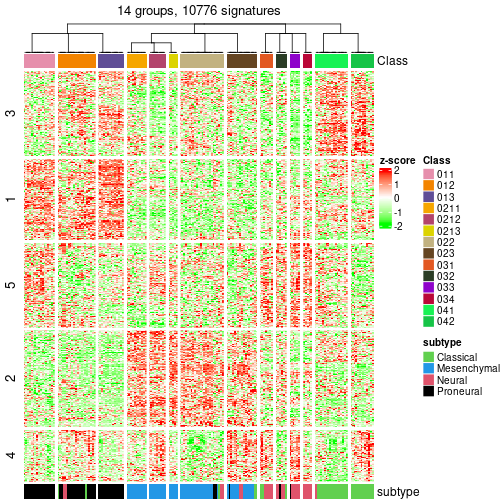 14 groups, 10776 signatures
Class
3
1
5
2
4
subtype
z-score
2
1
0
-1
-2
Class
011
012
013
0211
0212
0213
022
023
031
032
033
034
041
042
subtype
Classical
Mesenchymal
Neural
Proneural